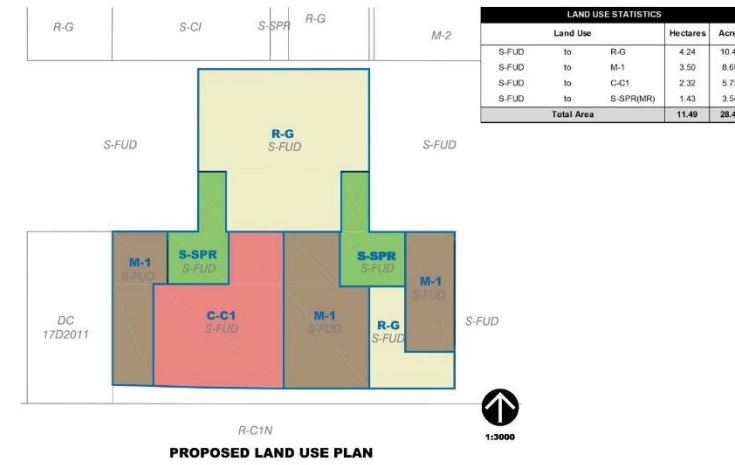 R-G
S-CI
S-SPR
R-G
M-2
LAND USE STATISTICS
Land Use Hectares
S-FUD to R-G 4.24
S-FUD to M-1 3.50
S-FUD to C-C1 2.32
S-FUD to S-SPR(MR) 1.43
Total Area 11.49
S-FUD
R-G
S-FUD
S-FUD
M-1
S-FUD
S-SPR
S-FUD
S-SPR
S-FUD
M-1
S-FUD
DC
17D2011
C-C1
S-FUD
M-1
S-FUD
R-G
S-FUD
S-FUD
R-C1N
1:3000
PROPOSED LAND USE PLAN